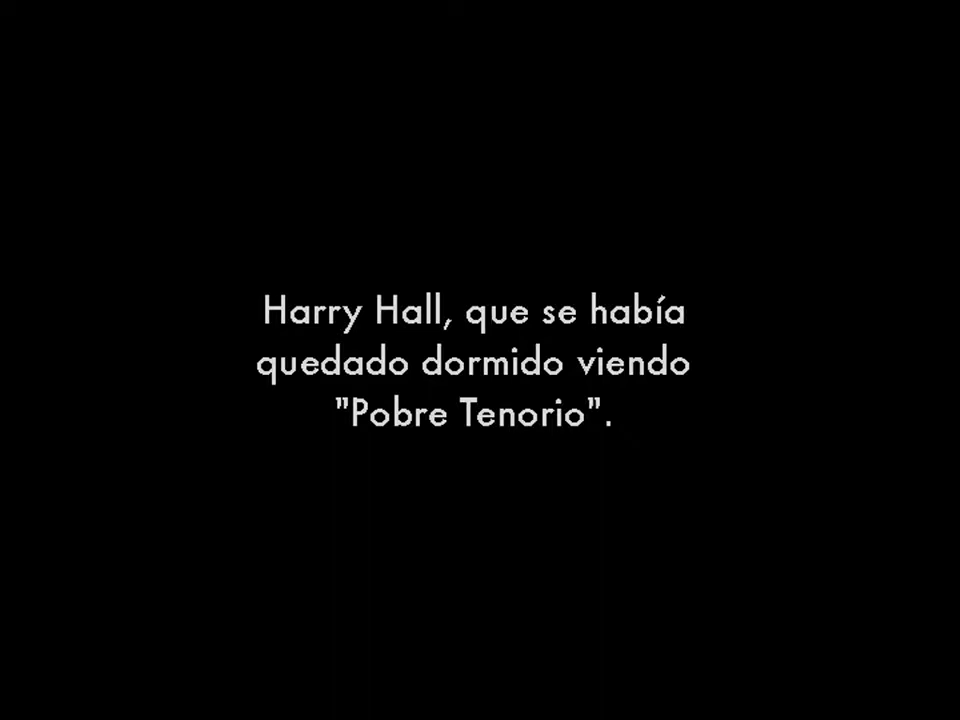 Harry Hall, que se había
quedado dormido viendo
"Pobre Tenorio".